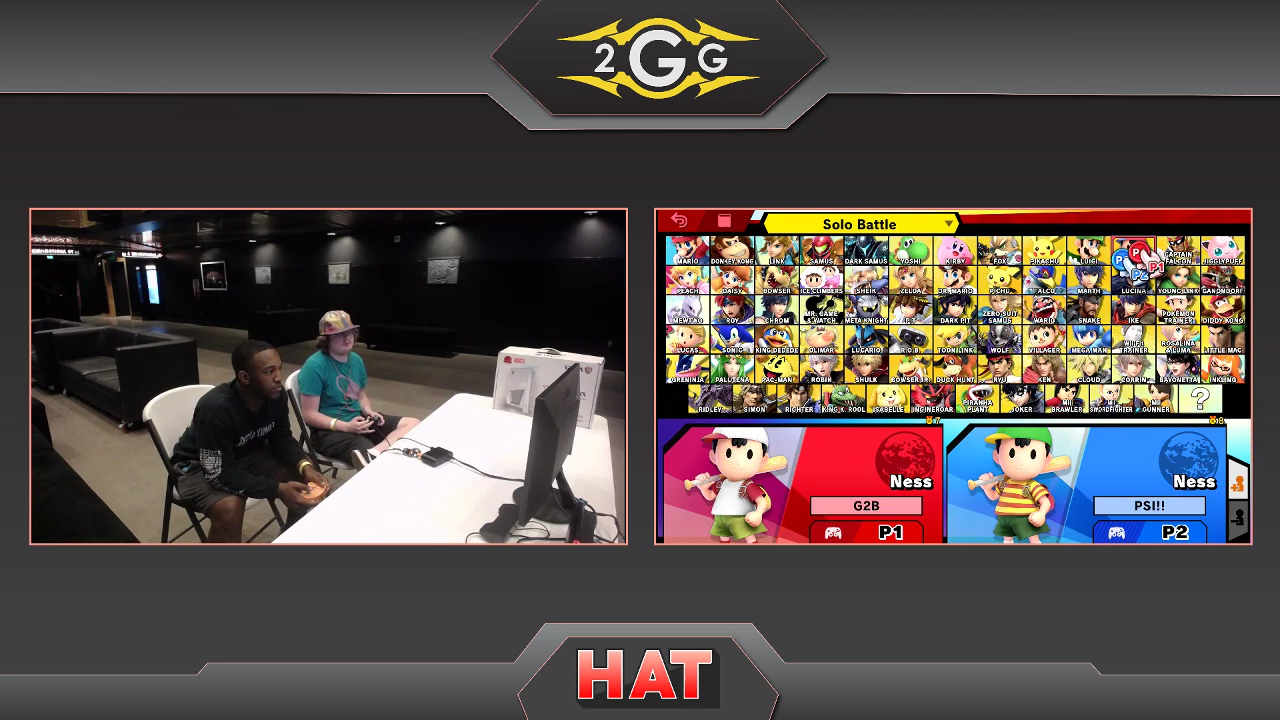 2GG
Solo Battle
MARIO DONKEY KONG LINK SAMUS DARK SAMUS YOSHI KIRBY FOX PIKACHU LUIGI CAPTAIN FALCON JIGGLYPUFF
P1
P2
PEACH DAISY BOWSER ICE CLIMBERS SHEIK ZELDA DR. MARIO PICHU FALCO MARTH LUCINA YOUNG LINK GANONDORF
MEWTWO ROY CHROM MR. GAME & WATCH META KNIGHT PIT DARK PIT ZERO SUIT SAMUS WARIO SNAKE IKE POKÉMON TRAINER DIDDY KONG
LUCAS SONIC KING DEDEDE OLIMAR LUCARIO R.O.B. TOON LINK WOLF VILLAGER MEGA MAN WII FIT TRAINER ROSALINA & LUMA LITTLE MAC
GRENINJA PALUTENA PAC-MAN ROBIN SHULK BOWSER JR. DUCK HUNT RYU KEN CLOUD CORRIN BAYONETTA INKLING
RIDLEY SIMON RICHTER KING K. ROOL ISABELLE INCINEROAR PIRANHA PLANT JOKER MII BRAWLER MII SWORDFIGHTER MII GUNNER ?
Ness
G2B
P1
Ness
PSI!!
P2
HAT